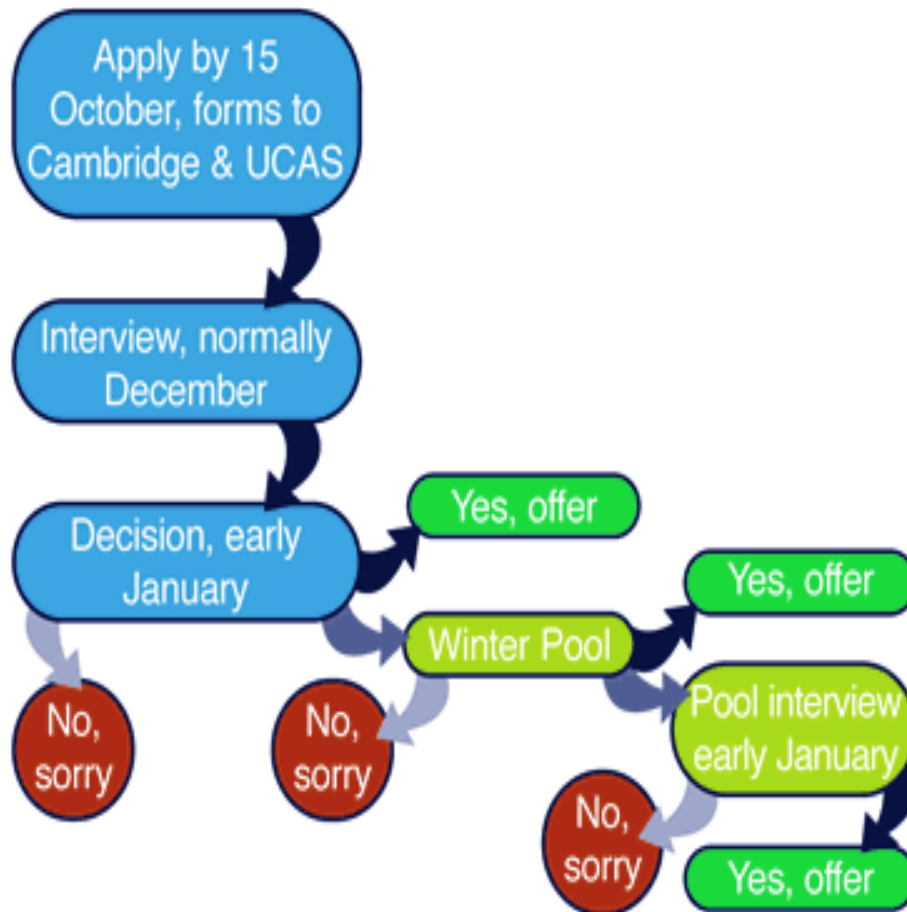 Apply by 15
October, forms to
Cambridge & UCAS
Interview, normally
December
Decision, early
January
Yes, offer
Yes, offer
Winter Pool
Pool interview
early January
No,
sorry
No,
sorry
No,
sorry
Yes, offer